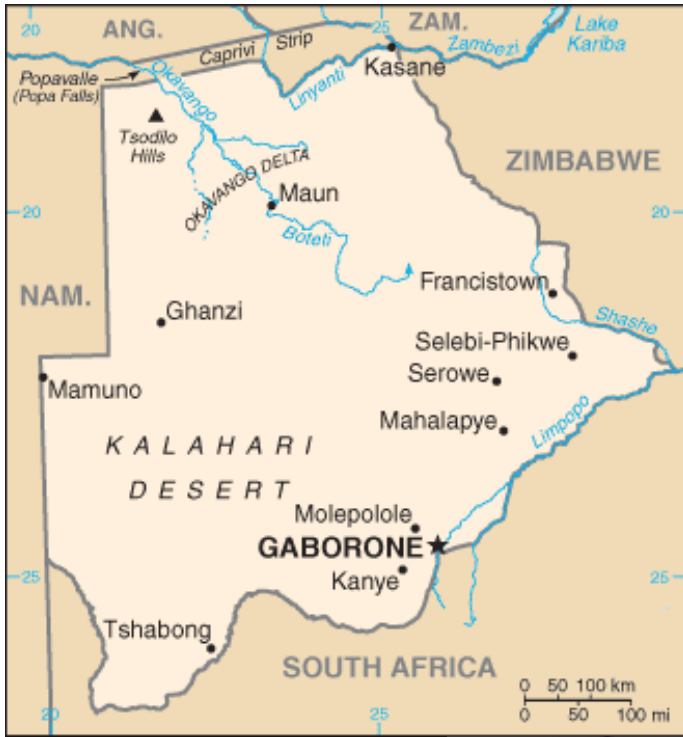 20
ANG.
25
ZAM.
Lake
Kariba
Caprivi Strip
Zambezi
Popavalle
(Popa Falls)
Okavango
Linyanti
Kasane
Tsodilo
Hills
ZIMBABWE
OKAVANGO DELTA
20
Maun
20
Boteti
NAM.
Francistown
Ghanzi
Shashe
Selebi-Phikwe
Mamuno
Serowe
Mahalapye
Limpopo
KALAHARI
DESERT
Molepolole
GABORONE
25
Kanye
25
Tshabong
SOUTH AFRICA
0 50 100 km
0 50 100 mi
20
25